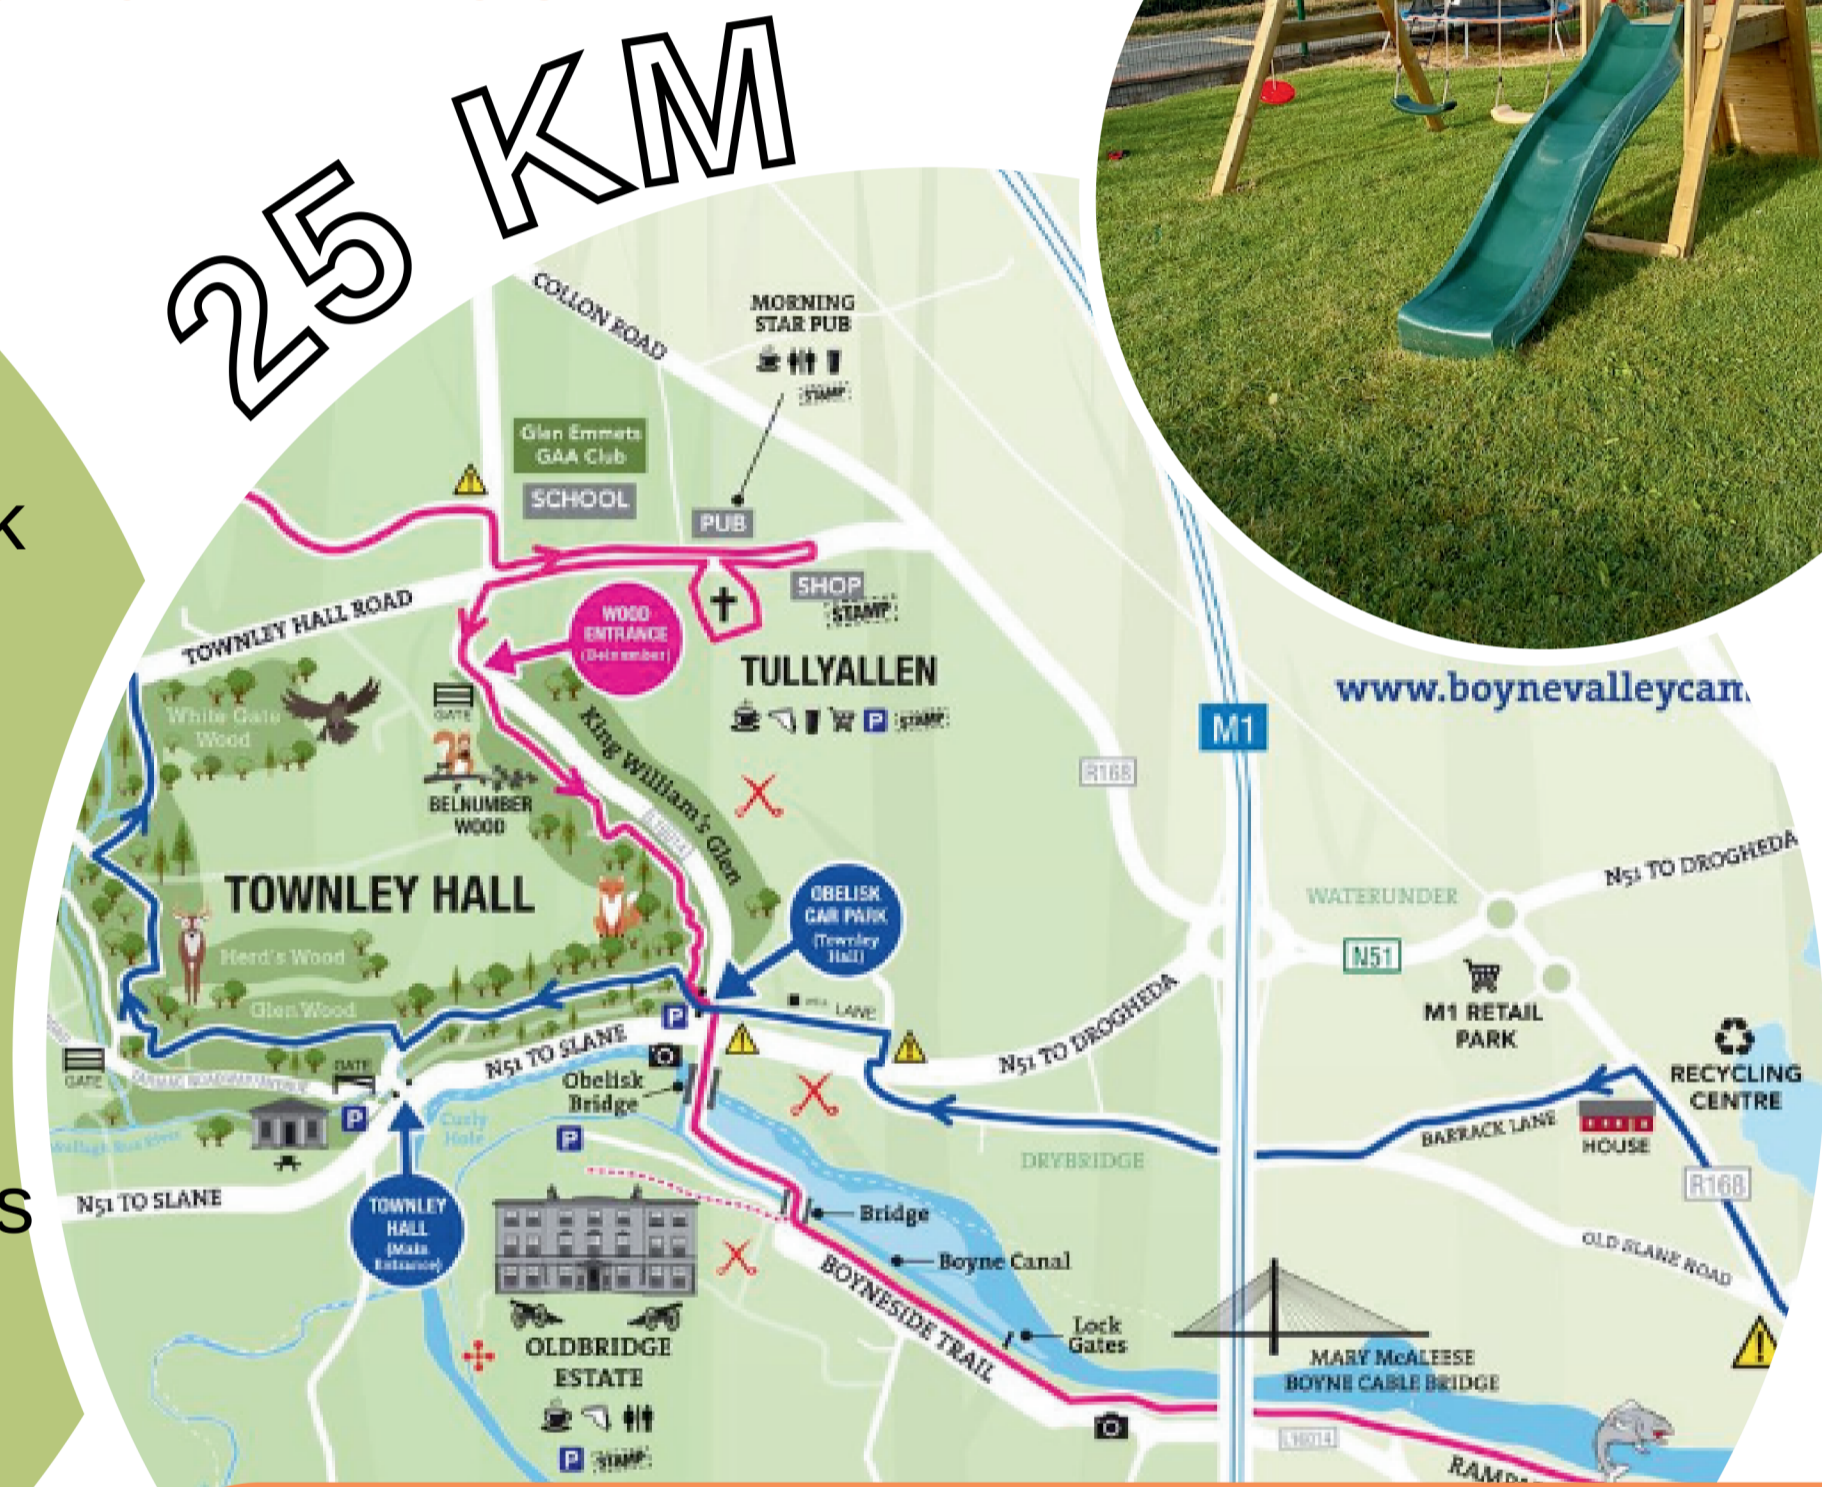 25 KM
k
s
COLLON ROAD
MORNING
STAR PUB
STAMP
Glen Emmets
GAA Club
SCHOOL
PUB
SHOP
STAMP
TOWNLEY HALL ROAD
WOOD
ENTRANCE
(Belnumber)
TULLYALLEN
P STAMP
www.boynevalleycam
White Gate
Wood
GATE
King William's Glen
M1
R168
BELNUMBER
WOOD
TOWNLEY HALL
OBELISK
CAR PARK
(Townley
Hall)
WATERUNDER
N51 TO DROGHEDA
N51
Herd's Wood
Glen Wood
LANE
P
M1 RETAIL
PARK
N51 TO SLANE
N51 TO DROGHEDA
RECYCLING
CENTRE
GATE
GATE
Obelisk
Bridge
Curly
Hole
P
P
BARRACK LANE
HOUSE
DRYBRIDGE
R168
N51 TO SLANE
TOWNLEY
HALL
(Main
Entrance)
Bridge
Boyne Canal
OLD SLANE ROAD
BOYNESIDE TRAIL
Lock
Gates
OLDBRIDGE
ESTATE
MARY McALEESE
BOYNE CABLE BRIDGE
P STAMP
L16014
RAMPA